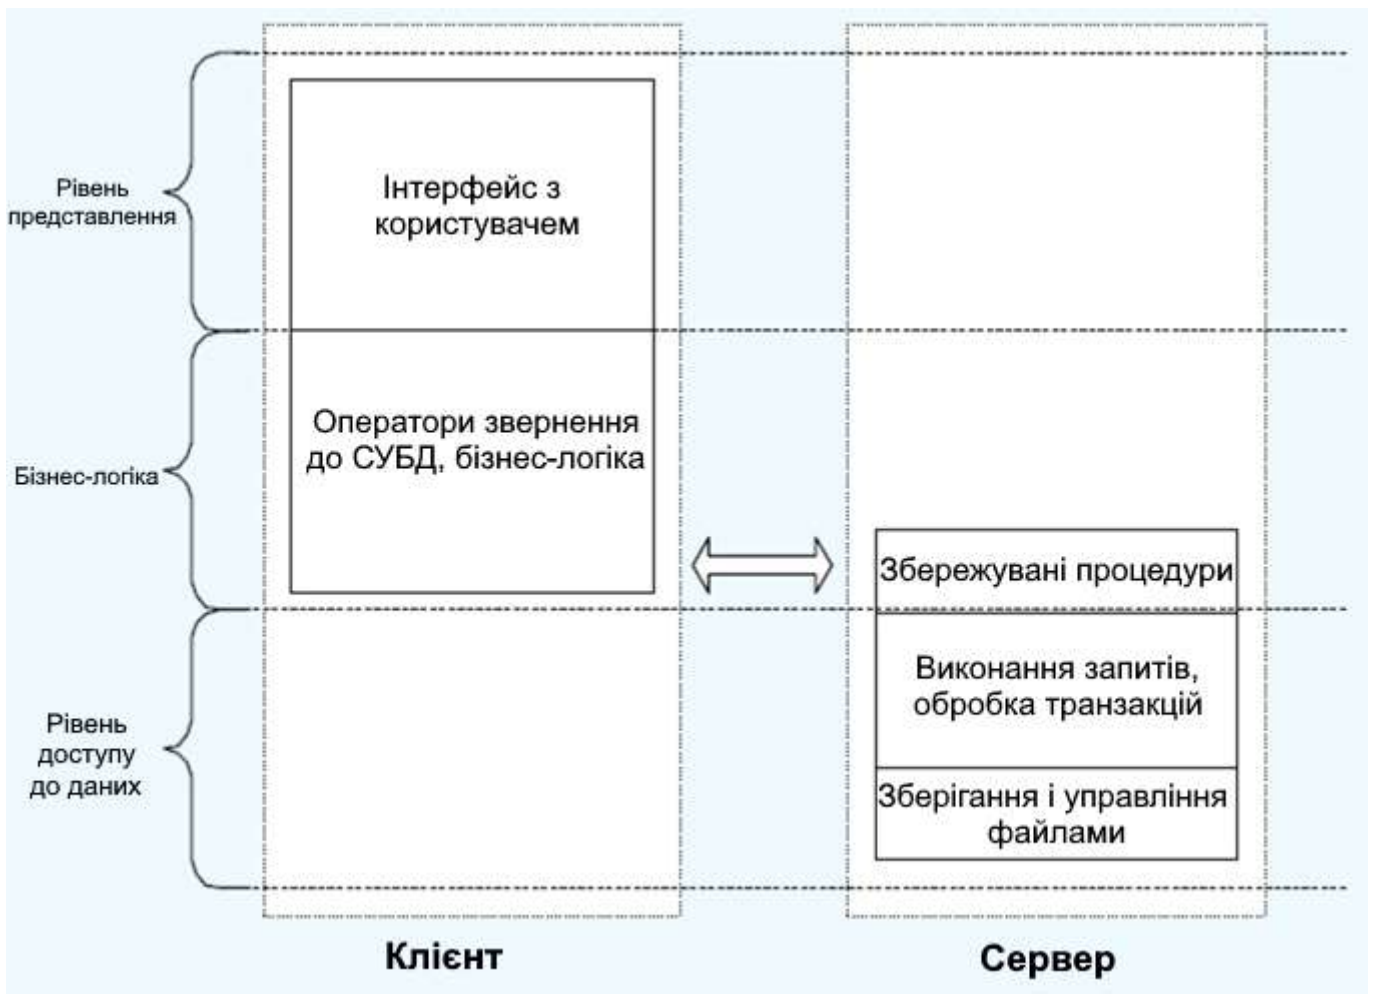 Рівень
представлення
Інтерфейс з
користувачем
Бізнес-логіка
Оператори звернення
до СУБД, бізнес-логіка
Збережувані процедури
Рівень
доступу
до даних
Виконання запитів,
обробка транзакцій
Зберігання і управління
файлами
Клієнт
Сервер